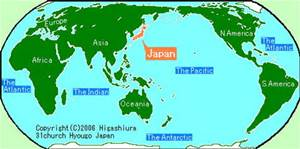 Europe
N.America
Asia
Japan
The
Atlantic
Africa
The Pacific
The
Atlantic
The Indian
S.America
Oceania
Copyright(C)2006 Higashiura
31church Hyougo Japan
The Antarctic